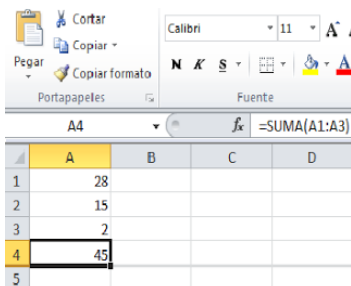 Cortar
Copiar
Pegar
Copiar formato
Portapapeles
Calibri 11 A
N K S A
Fuente
A4 fx =SUMA(A1:A3)
A B C D
1 28
2 15
3 2
4 45
5